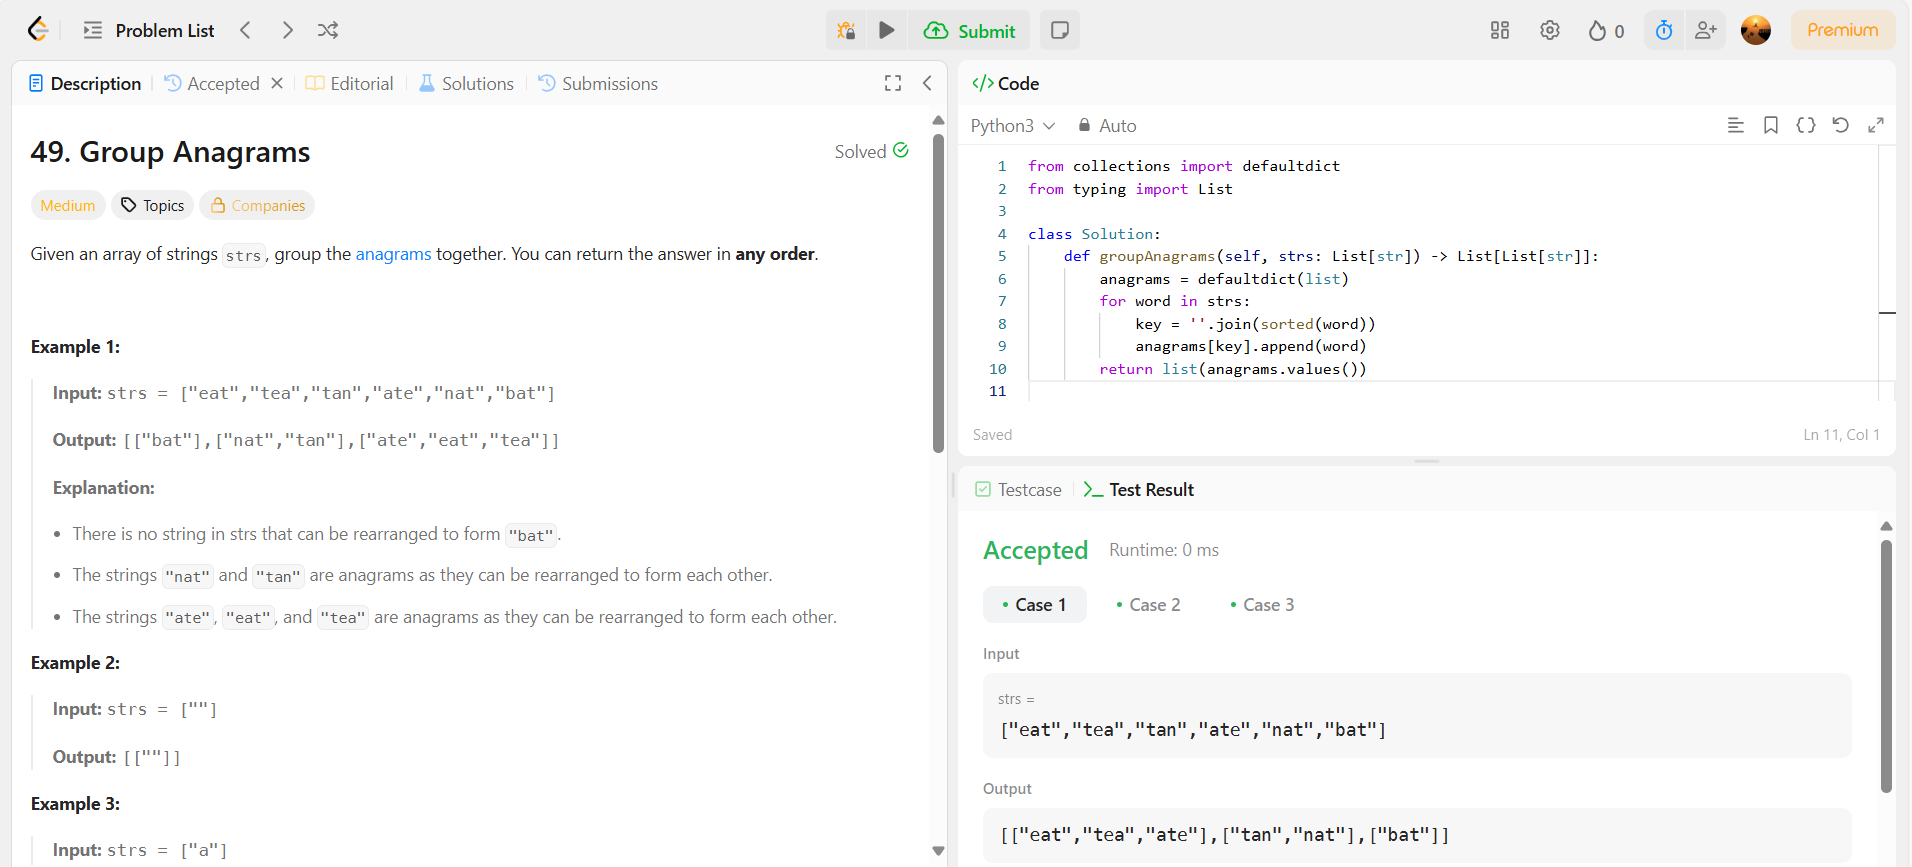 Problem List
Submit
0
Premium
Description
Accepted
Editorial
Solutions
Submissions
49. Group Anagrams
Solved
Medium
Topics
Companies
Given an array of strings strs, group the anagrams together. You can return the answer in any order.
Example 1:
Input: strs = ["eat","tea","tan","ate","nat","bat"]
Output: [["bat"],["nat","tan"],["ate","eat","tea"]]
Explanation:
• There is no string in strs that can be rearranged to form "bat".
• The strings "nat" and "tan" are anagrams as they can be rearranged to form each other.
• The strings "ate", "eat", and "tea" are anagrams as they can be rearranged to form each other.
Example 2:
Input: strs = [""]
Output: [[""]]
Example 3:
Input: strs = ["a"]
</> Code
Python3
Auto
1 from collections import defaultdict
2 from typing import List
3
4 class Solution:
5     def groupAnagrams(self, strs: List[str]) -> List[List[str]]:
6         anagrams = defaultdict(list)
7         for word in strs:
8             key = ''.join(sorted(word))
9             anagrams[key].append(word)
10         return list(anagrams.values())
11
Saved
Ln 11, Col 1
Testcase
>_ Test Result
Accepted
Runtime: 0 ms
• Case 1
• Case 2
• Case 3
Input
strs =
["eat","tea","tan","ate","nat","bat"]
Output
[["eat","tea","ate"],["tan","nat"],["bat"]]